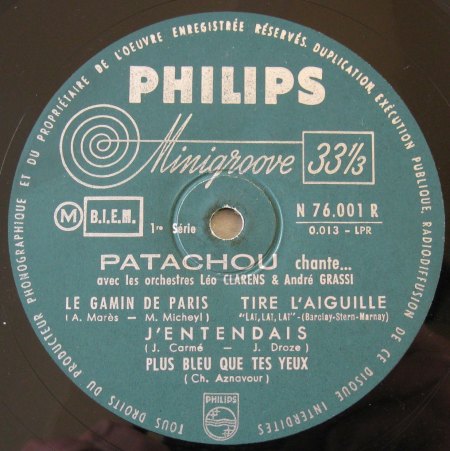 TOUS DROITS DU PRODUCTEUR PHONOGRAPHIQUE ET DU PROPRIÉTAIRE DE L'OEUVRE ENREGISTRÉE RÉSERVÉS. DUPLICATION, EXÉCUTION PUBLIQUE, RADIODIFFUSION DE CE DISQUE INTERDITES
PHILIPS
Minigroove 33⅓
M B.I.E.M. 1re Série N 76.001 R
0.013 - LPR
PATACHOU chante...
avec les orchestres Léo CLARENS & André GRASSI
LE GAMIN DE PARIS TIRE L'AIGUILLE
(A. Marès - M. Micheyl) "LAÏ, LAÏ, LAÏ" - (Barclay-Stern-Marnay)
J'ENTENDAIS
(J. Carmé - J. Droze)
PLUS BLEU QUE TES YEUX
(Ch. Aznavour)
PHILIPS